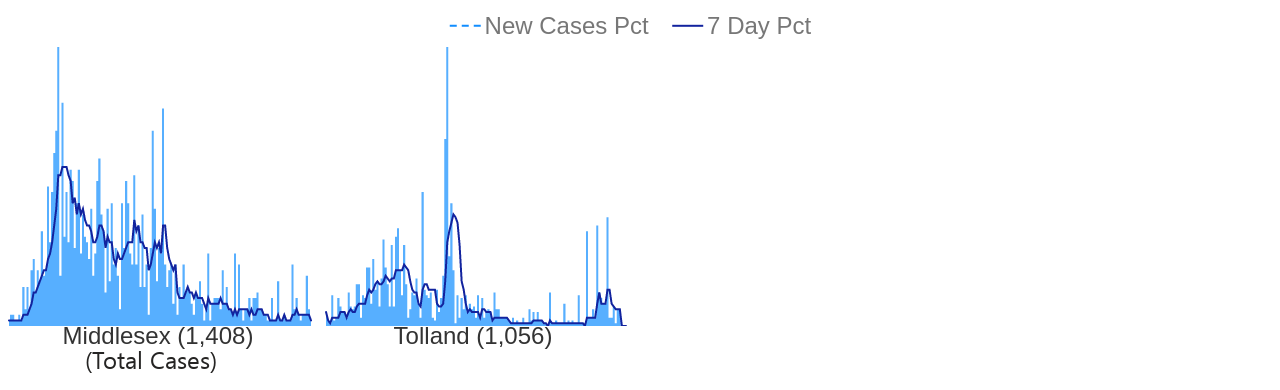 New Cases Pct 7 Day Pct
Middlesex (1,408) Tolland (1,056)
(Total Cases)